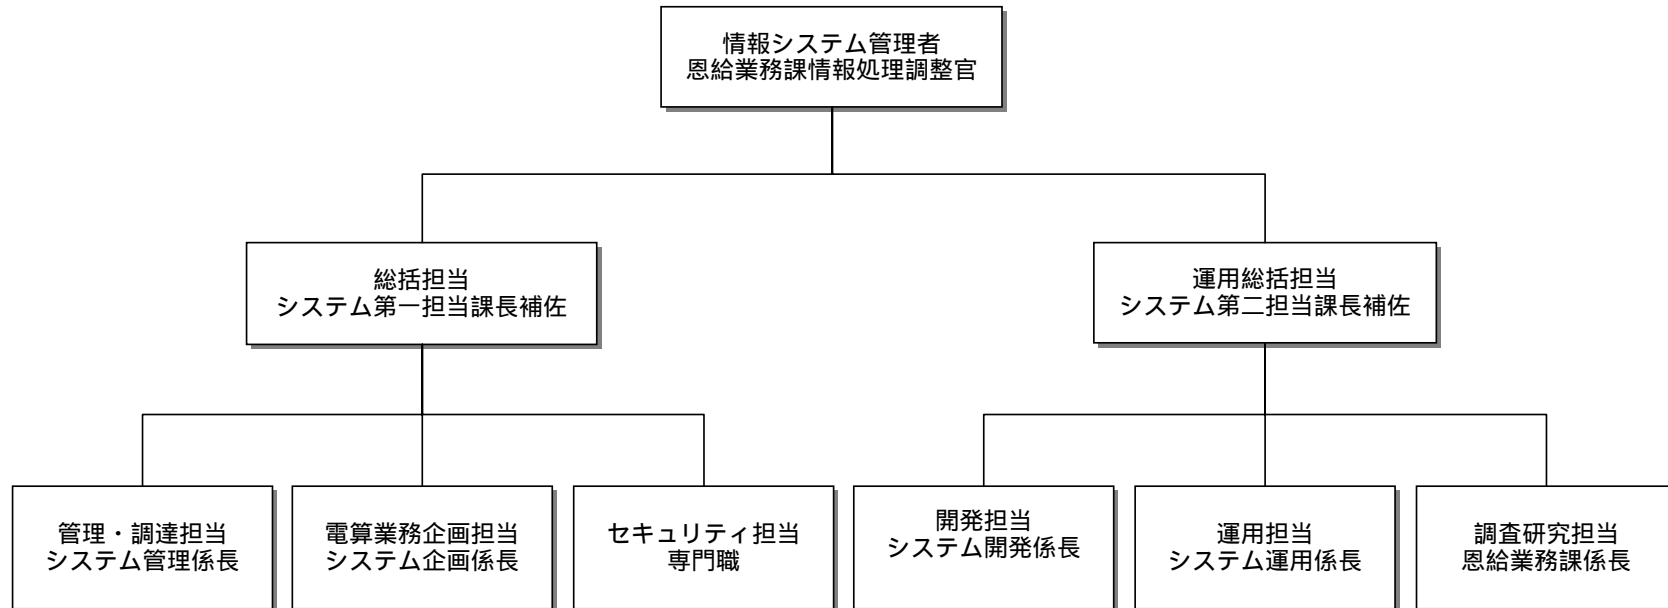 情報システム管理者
恩給業務課情報処理調整官
総括担当
システム第一担当課長補佐
運用総括担当
システム第二担当課長補佐
管理・調達担当
システム管理係長
電算業務企画担当
システム企画係長
セキュリティ担当
専門職
開発担当
システム開発係長
運用担当
システム運用係長
調査研究担当
恩給業務課係長